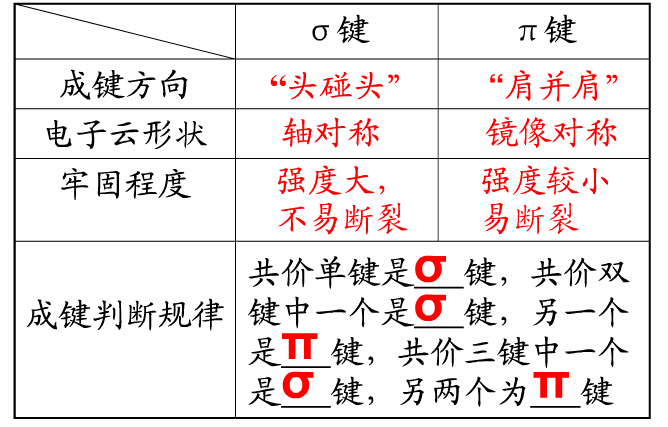 σ键 π键
成键方向 “头碰头” “肩并肩”
电子云形状 轴对称 镜像对称
牢固程度 强度大， 强度较小
不易断裂 易断裂
成键判断规律
共价单键是σ键，共价双
键中一个是σ键，另一个
是π键，共价三键中一个
是σ键，另两个为π键